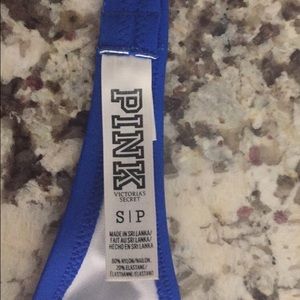 PINK
VICTORIA'S
SECRET
S|P
MADE IN SRI LANKA/
FAIT AU SRI LANKA/
HECHO EN SRI LANKA
80% NYLON/NAILON,
20% ELASTANE/
ÉLASTHANNE/ELASTANO